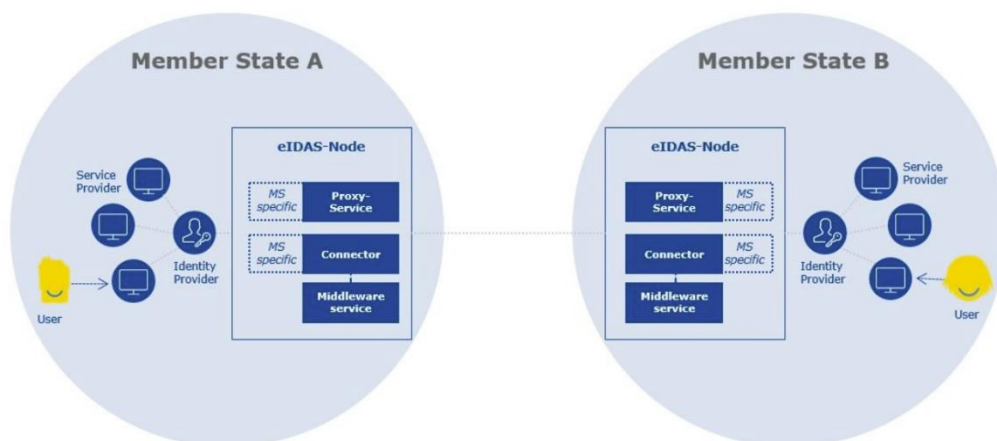 Member State A
eIDAS-Node
Service
Provider
MS
specific
Proxy-
Service
MS
specific
Connector
Identity
Provider
Middleware
service
User
Member State B
eIDAS-Node
Proxy-
Service
MS
specific
Service
Provider
Connector
MS
specific
Identity
Provider
Middleware
service
User